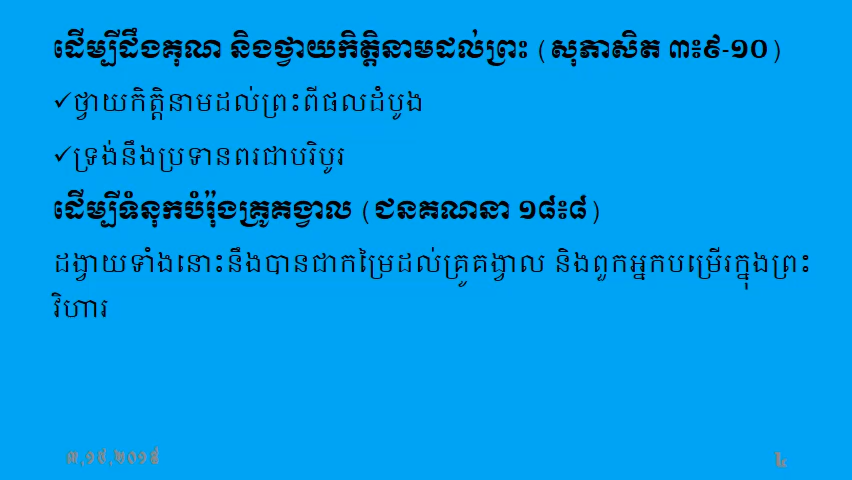 ដើម្បីដឹងគុណ និងថ្វាយកិត្តិនាមដល់ព្រះ (សុភាសិត ៣៖៩-១០)
✓ថ្វាយកិត្តិនាមដល់ព្រះពីផលដំបូង
✓ទ្រង់នឹងប្រទានពរជាបរិបូរ
ដើម្បីទំនុកបំរ៉ុងគ្រូគង្វាល (ជនគណនា ១៨៖៨)
ដង្វាយទាំងនោះនឹងបានជាកម្រៃដល់គ្រូគង្វាល និងពួកអ្នកបម្រើរក្នុងព្រះ
វិហារ